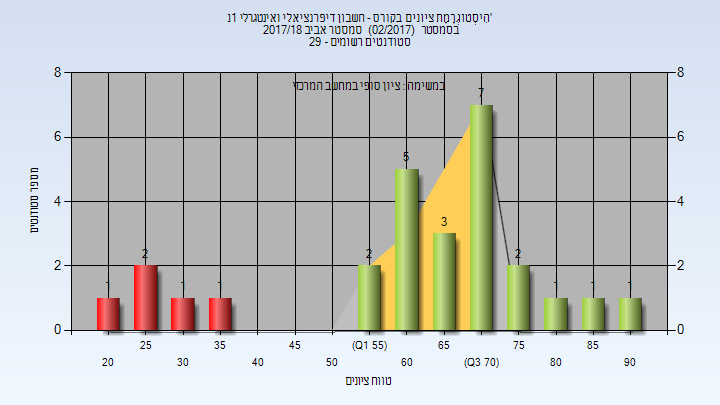 היסטוגרמת ציונים בקורס - חשבון דיפרנציאלי ואינטגרלי 1נ'
בסמסטר (02/2017) סמסטר אביב 2017/18
סטודנטים רשומים - 29
במשימה: ציון סופי במחשב המרכזי
מספר סטודנטים
8 8
6 6
4 4
2 2
0 0
1 2 1 1 2 5 3 7 2 1 1 1
25 35 45 (Q1 55) 65 75 85
20 30 40 50 60 (Q3 70) 80 90
טווח ציונים